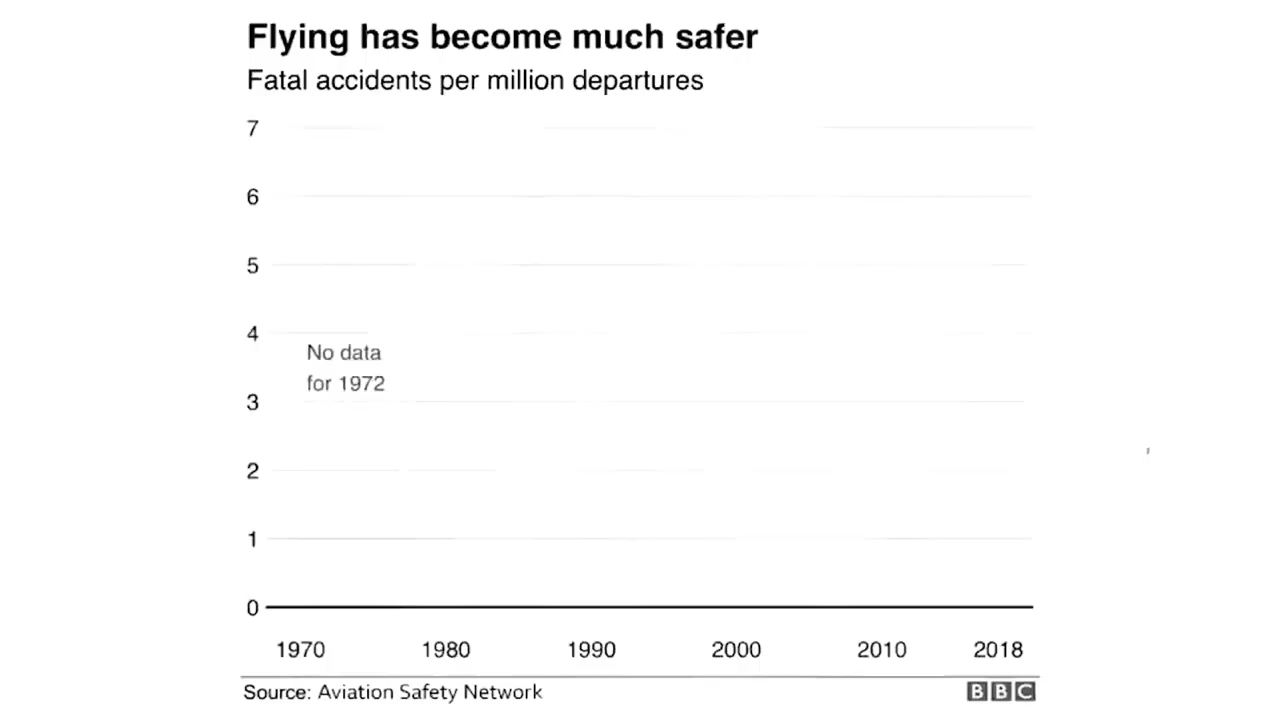 Flying has become much safer
Fatal accidents per million departures
7
6
5
4
No data
for 1972
3
2
1
0
1970 1980 1990 2000 2010 2018
Source: Aviation Safety Network
BBC